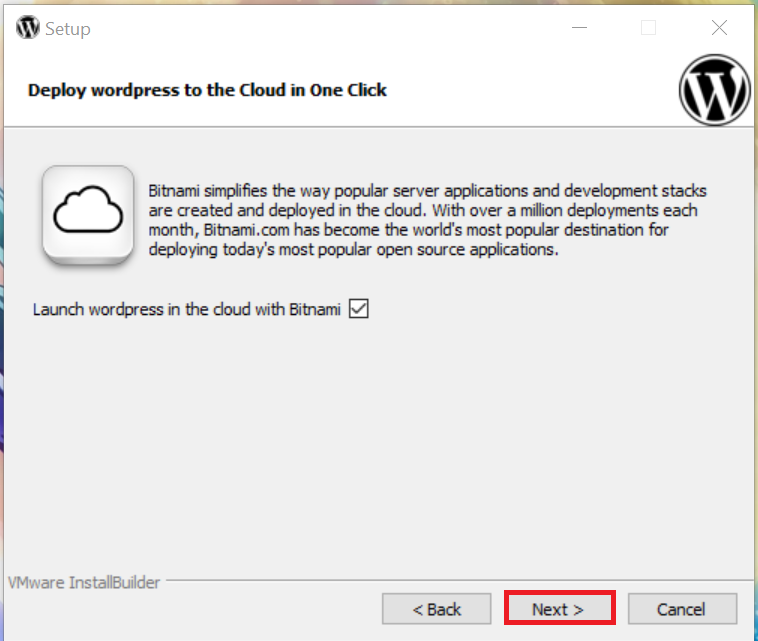 Setup
Deploy wordpress to the Cloud in One Click
W
Bitnami simplifies the way popular server applications and development stacks
are created and deployed in the cloud. With over a million deployments each
month, Bitnami.com has become the world's most popular destination for
deploying today's most popular open source applications.
Launch wordpress in the cloud with Bitnami
VMware InstallBuilder
< Back
Next >
Cancel